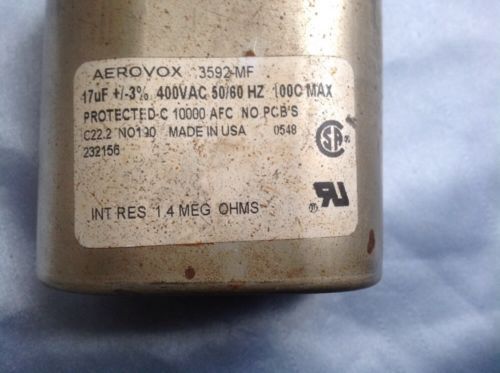 AEROVOX 3592-MF
17uF +/-3% 400VAC 50/60 HZ 100C MAX
PROTECTED-C 10000 AFC NO PCB'S
C22.2 NO190 MADE IN USA 0548
232156
INT RES 1.4 MEG OHMS